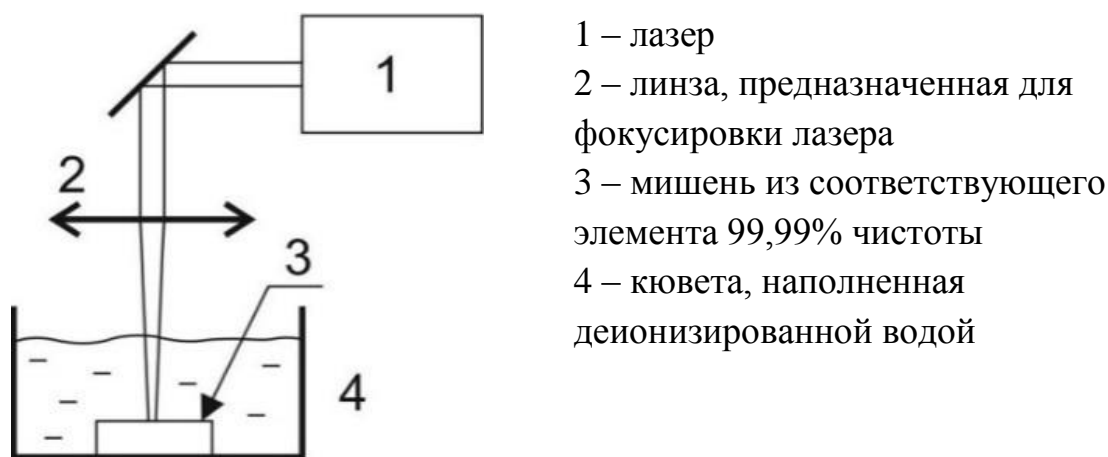 1
2
3
4
1 – лазер
2 – линза, предназначенная для
фокусировки лазера
3 – мишень из соответствующего
элемента 99,99% чистоты
4 – кювета, наполненная
деионизированной водой